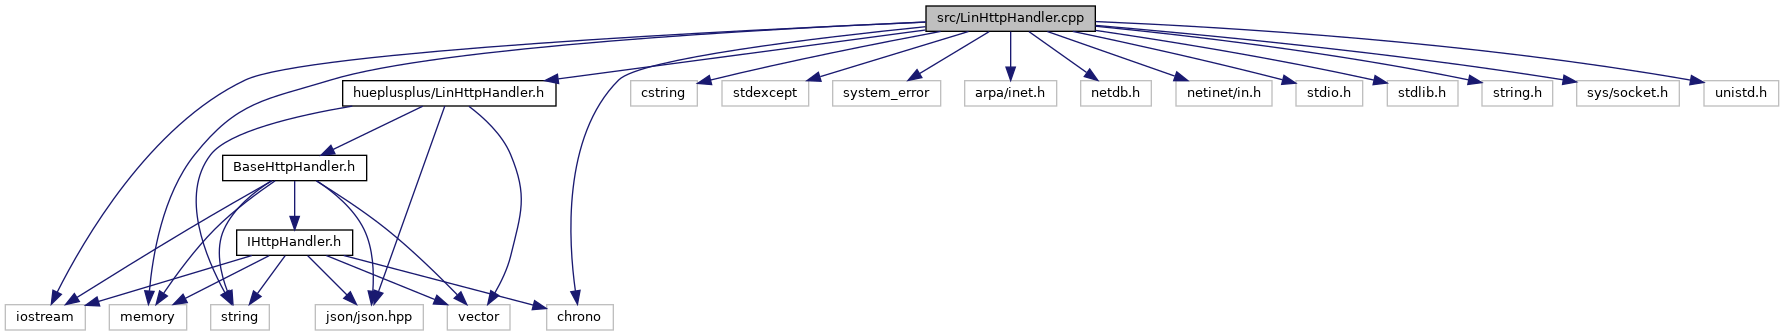 src/LinHttpHandler.cpp
hueplusplus/LinHttpHandler.h
cstring
stdexcept
system_error
arpa/inet.h
netdb.h
netinet/in.h
stdio.h
stdlib.h
string.h
sys/socket.h
unistd.h
BaseHttpHandler.h
IHttpHandler.h
iostream
memory
string
json/json.hpp
vector
chrono